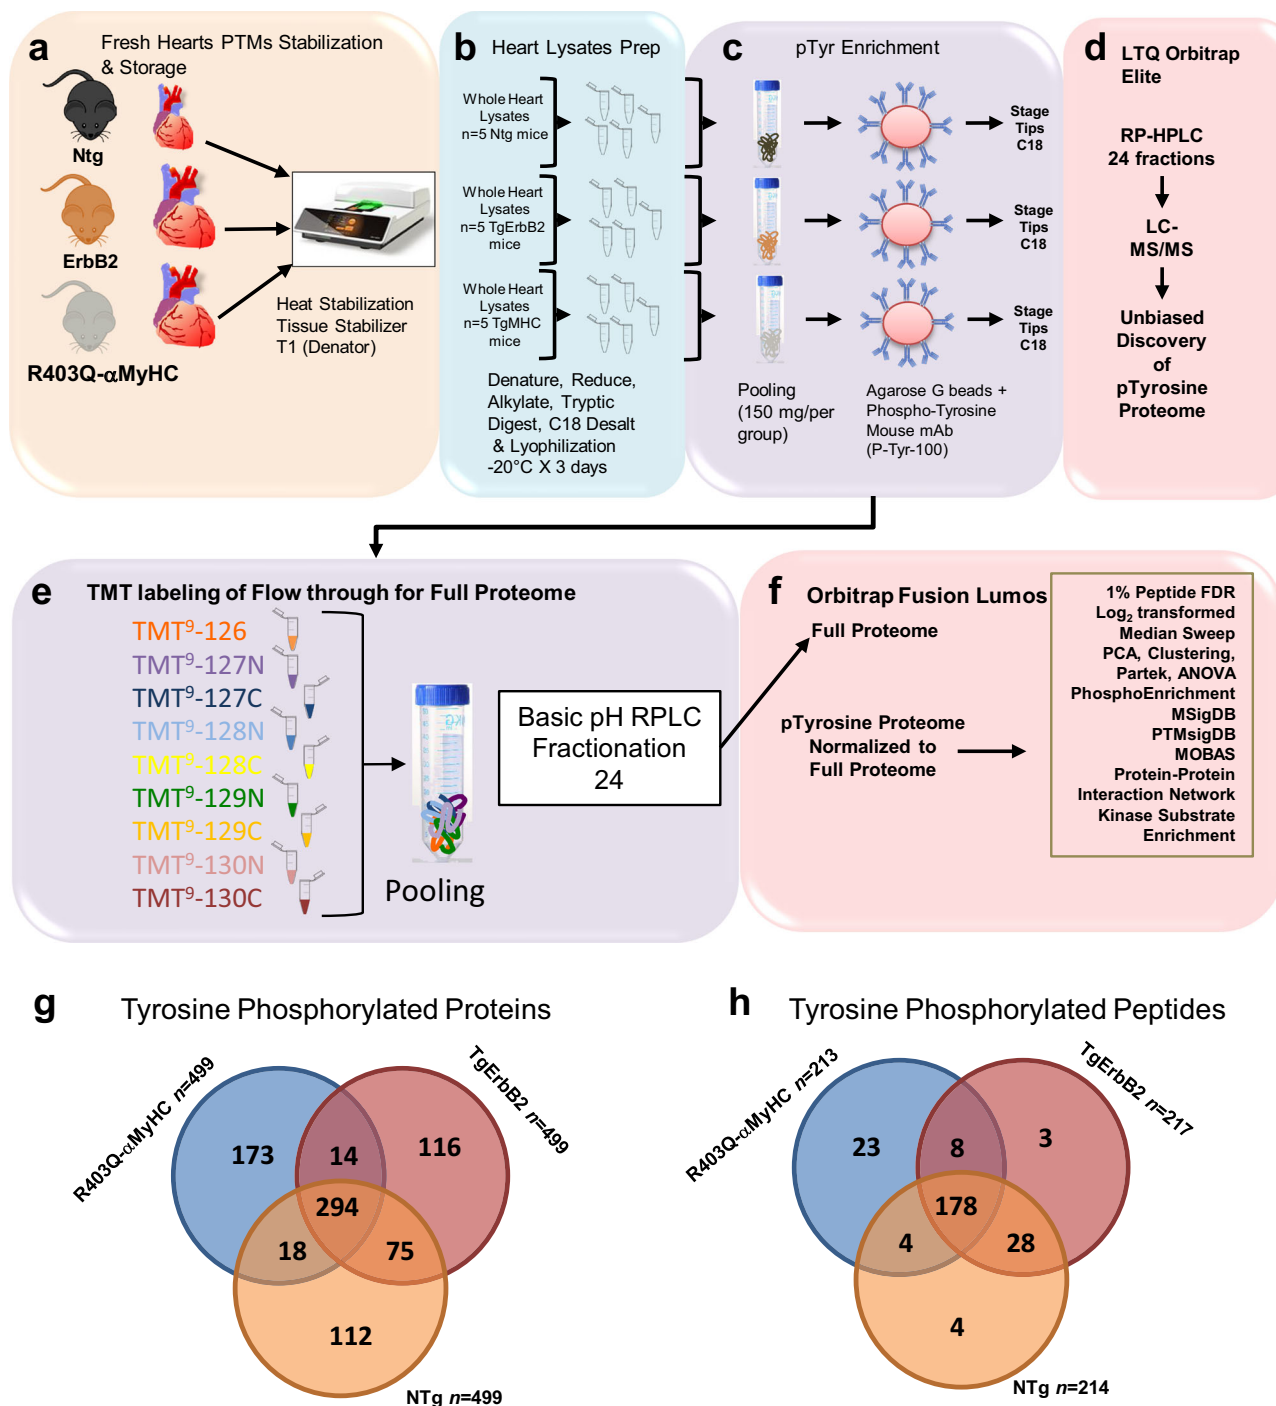 a
Fresh Hearts PTMs Stabilization
& Storage
Ntg
ErbB2
R403Q-αMyHC
Heat Stabilization
Tissue Stabilizer
T1 (Denator)
b
Heart Lysates Prep
Whole Heart
Lysates
n=5 Ntg mice
Whole Heart
Lysates
n=5 TgErbB2
mice
Whole Heart
Lysates
n=5 TgMHC
mice
Denature, Reduce,
Alkylate, Tryptic
Digest, C18 Desalt
& Lyophilization
-20°C X 3 days
c
pTyr Enrichment
Stage
Tips
C18
Stage
Tips
C18
Stage
Tips
C18
Pooling
(150 mg/per
group)
Agarose G beads +
Phospho-Tyrosine
Mouse mAb
(P-Tyr-100)
d
LTQ Orbitrap
Elite
RP-HPLC
24 fractions
LC-
MS/MS
Unbiased
Discovery
of
pTyrosine
Proteome
e
TMT labeling of Flow through for Full Proteome
TMT⁹-126
TMT⁹-127N
TMT⁹-127C
TMT⁹-128N
TMT⁹-128C
TMT⁹-129N
TMT⁹-129C
TMT⁹-130N
TMT⁹-130C
Pooling
Basic pH RPLC
Fractionation
24
f
Orbitrap Fusion Lumos
Full Proteome
pTyrosine Proteome
Normalized to
Full Proteome
1% Peptide FDR
Log₂ transformed
Median Sweep
PCA, Clustering,
Partek, ANOVA
PhosphoEnrichment
MSigDB
PTMsigDB
MOBAS
Protein-Protein
Interaction Network
Kinase Substrate
Enrichment
g
Tyrosine Phosphorylated Proteins
R403Q-αMyHC n=499
TgErbB2 n=499
173
14
116
294
18
75
112
NTg n=499
h
Tyrosine Phosphorylated Peptides
R403Q-αMyHC n=213
TgErbB2 n=217
23
8
3
178
4
28
4
NTg n=214